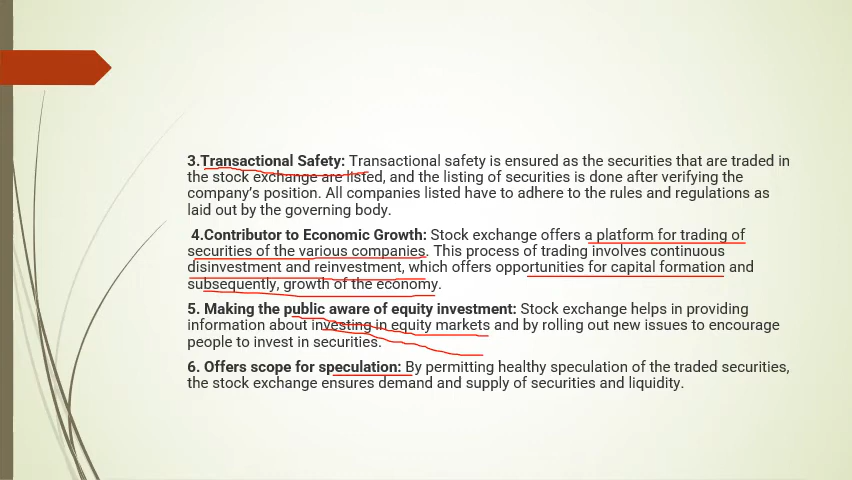 3.Transactional Safety: Transactional safety is ensured as the securities that are traded in
the stock exchange are listed, and the listing of securities is done after verifying the
company’s position. All companies listed have to adhere to the rules and regulations as
laid out by the governing body.
4.Contributor to Economic Growth: Stock exchange offers a platform for trading of
securities of the various companies. This process of trading involves continuous
disinvestment and reinvestment, which offers opportunities for capital formation and
subsequently, growth of the economy.
5. Making the public aware of equity investment: Stock exchange helps in providing
information about investing in equity markets and by rolling out new issues to encourage
people to invest in securities.
6. Offers scope for speculation: By permitting healthy speculation of the traded securities,
the stock exchange ensures demand and supply of securities and liquidity.